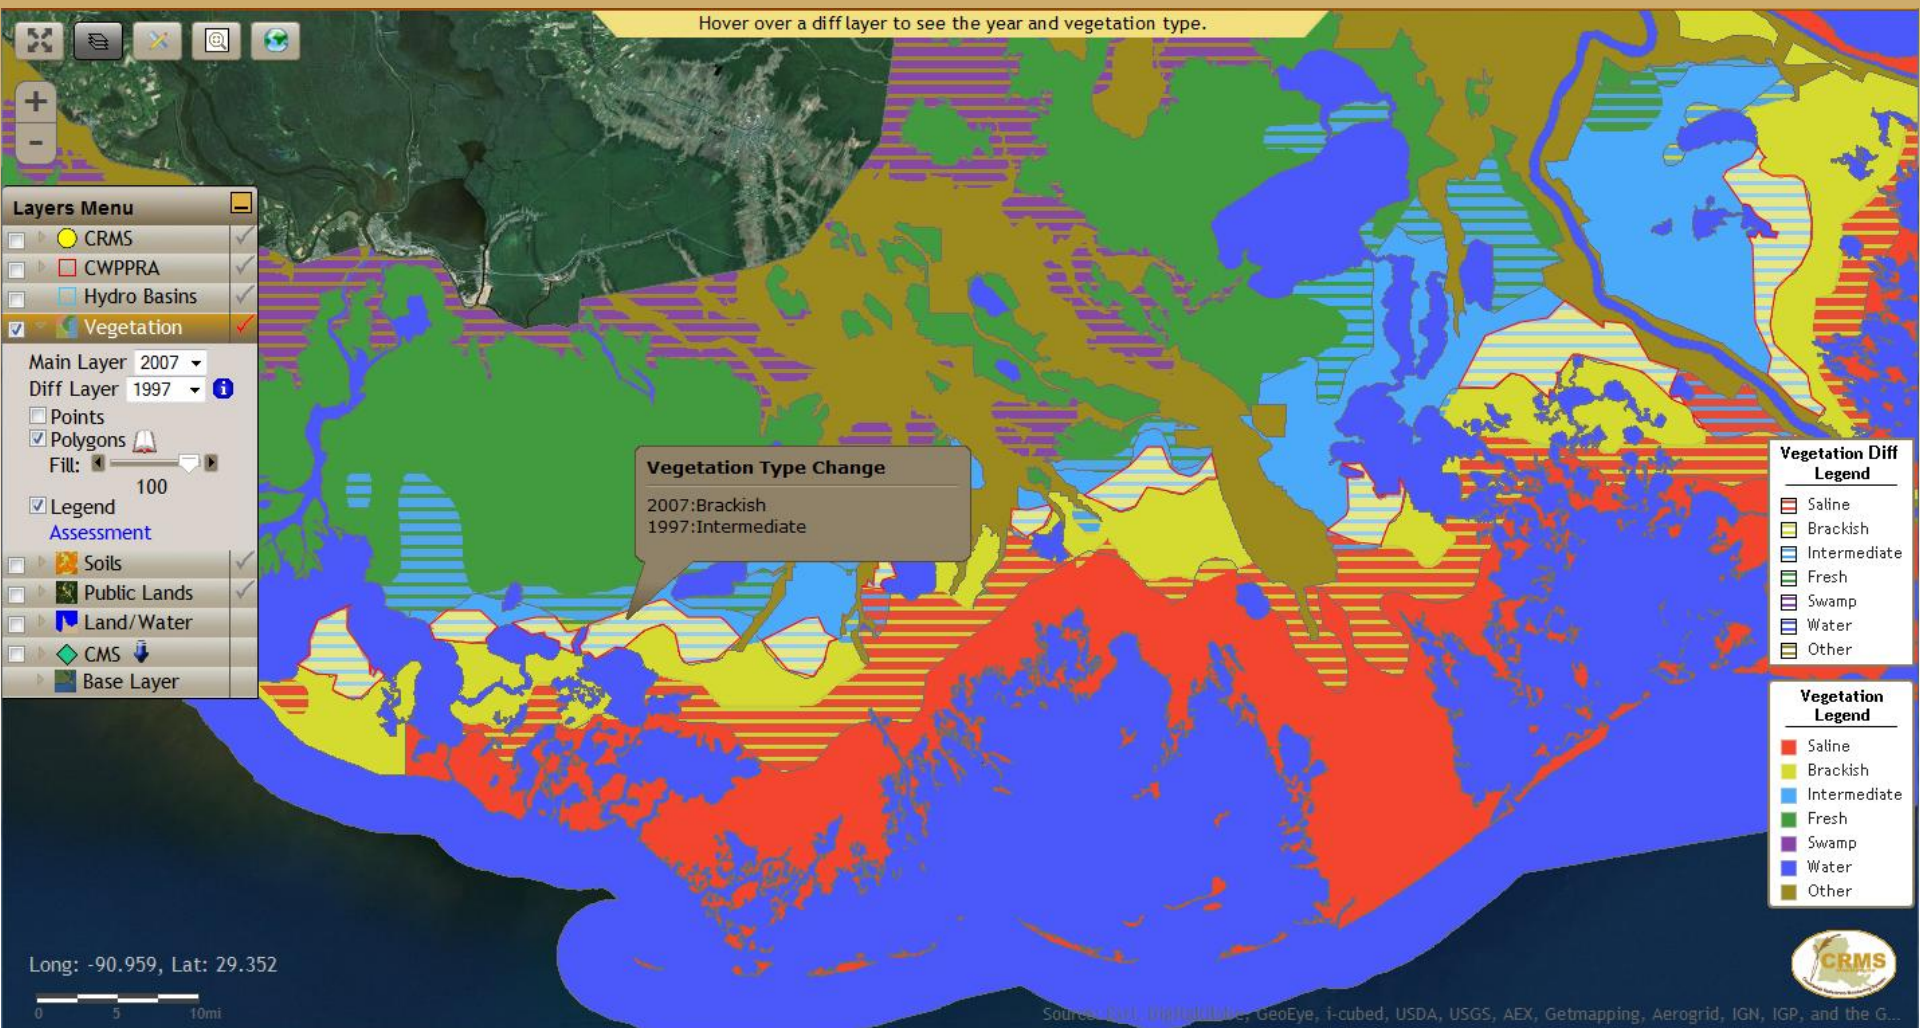 Hover over a diff layer to see the year and vegetation type.
+
-
Layers Menu
CRMS
CWPPRA
Hydro Basins
Vegetation
Main Layer 2007
Diff Layer 1997 i
Points
Polygons
Fill:
100
Legend
Assessment
Soils
Public Lands
Land/Water
CMS
Base Layer
Vegetation Type Change
2007:Brackish
1997:Intermediate
Vegetation Diff
Legend
Saline
Brackish
Intermediate
Fresh
Swamp
Water
Other
Vegetation
Legend
Saline
Brackish
Intermediate
Fresh
Swamp
Water
Other
Long: -90.959, Lat: 29.352
0 5 10mi
CRMS
GeoEye, i-cubed, USDA, USGS, AEX, Getmapping, Aerogrid, IGN, IGP, and the G...